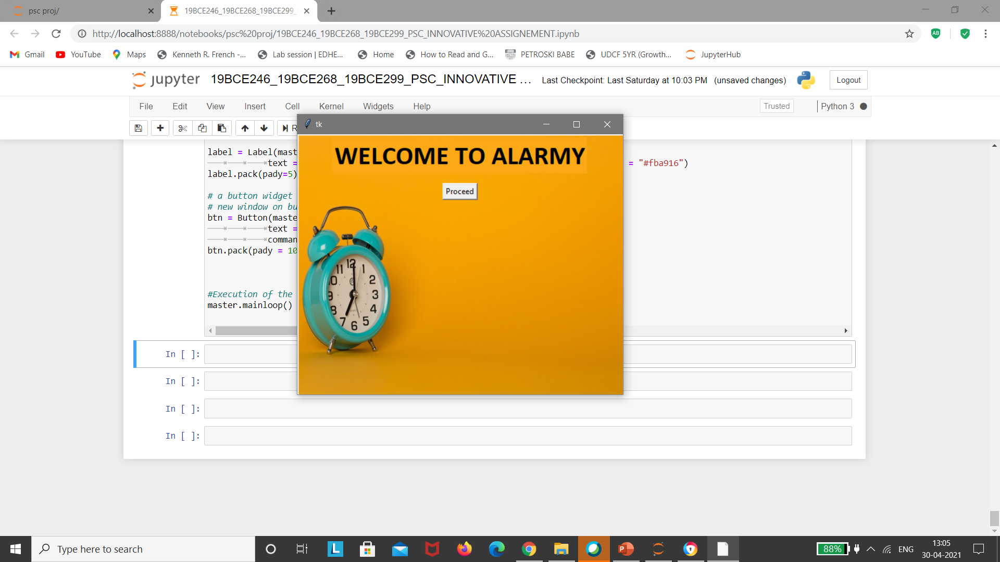 psc proj/
19BCE246_19BCE268_19BCE299_
http://localhost:8888/notebooks/psc%20proj/19BCE246_19BCE268_19BCE299_PSC_INNOVATIVE%20ASSIGNEMENT.ipynb
AB
Gmail YouTube Maps Kenneth R. French -... Lab session | EDHE... Home How to Read and G... PETROSKI BABE UDCF 5YR (Growth... JupyterHub
jupyter 19BCE246_19BCE268_19BCE299_PSC_INNOVATIVE ... Last Checkpoint: Last Saturday at 10:03 PM (unsaved changes) Logout
File Edit View Insert Cell Kernel Widgets Help Trusted Python 3
R
tk
label = Label(mast
text = = "#fba916")
label.pack(pady=5)
# a button widget
# new window on bu
btn = Button(maste
text =
comman
btn.pack(pady = 10
#Execution of the
master.mainloop()
WELCOME TO ALARMY
Proceed
12
11 1
10 2
9 3
8 4
7 5
6
In [ ]:
In [ ]:
In [ ]:
In [ ]:
Type here to search
L
P
88% ENG
13:05
30-04-2021